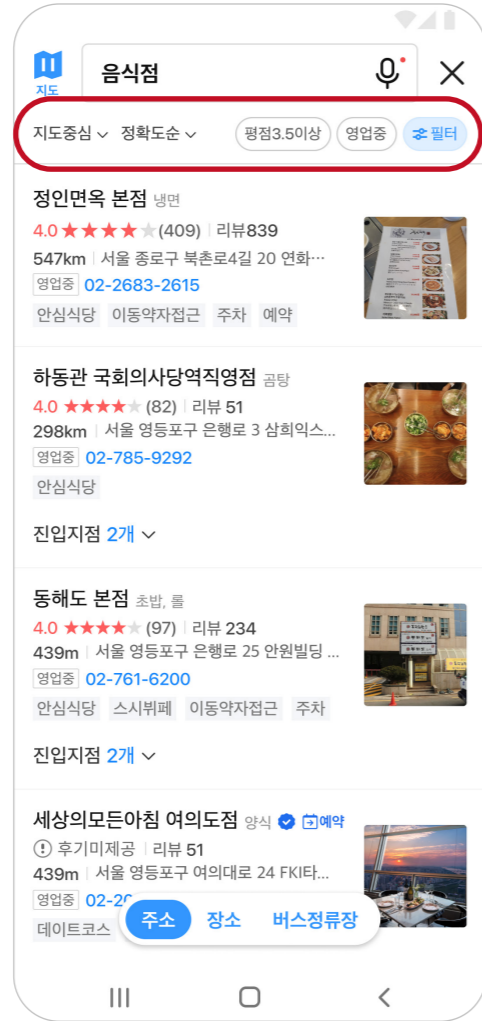 지도
음식점
지도중심 정확도순 평점3.5이상 영업중 필터
정인면옥 본점 냉면
4.0 ★★★★★ (409) 리뷰839
547km 서울 종로구 북촌로4길 20 연화…
영업중 02-2683-2615
안심식당 이동약자접근 주차 예약
하동관 국회의사당역직영점 곰탕
4.0 ★★★★★ (82) 리뷰 51
298km 서울 영등포구 은행로 3 삼희익스...
영업중 02-785-9292
안심식당
진입지점 2개
동해도 본점 초밥, 롤
4.0 ★★★★★ (97) 리뷰 234
439m 서울 영등포구 은행로 25 안원빌딩 ...
영업중 02-761-6200
안심식당 스시뷔페 이동약자접근 주차
진입지점 2개
세상의모든아침 여의도점 양식 예약
후기미제공 리뷰 51
439m 서울 영등포구 여의대로 24 FKI타...
영업중 02-20
데이트코스
주소 장소 버스정류장